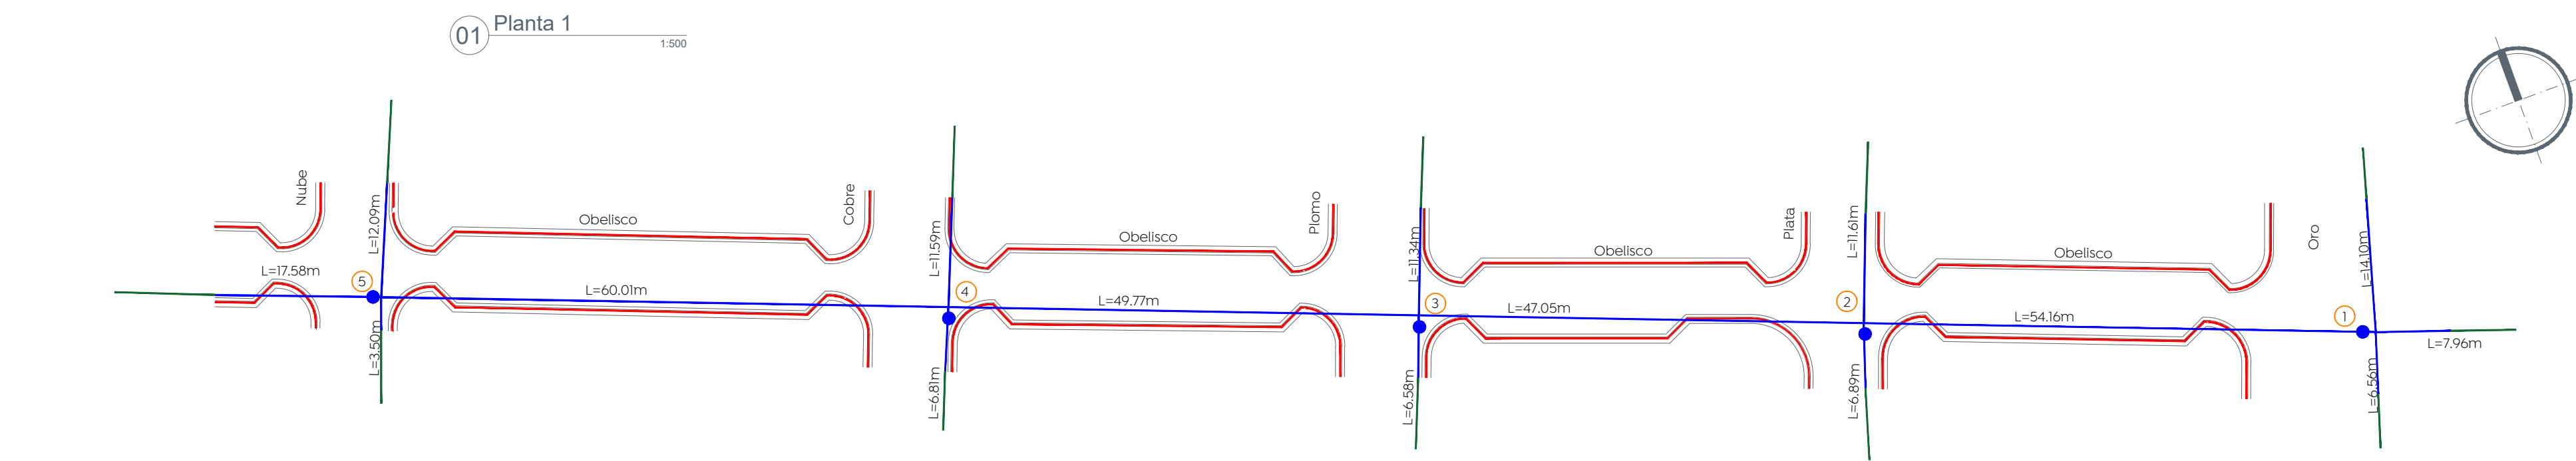 01 Planta 1
1:500
Nube
L=12.09m
Obelisco
Cobre
L=11.59m
Obelisco
Plomo
L=11.34m
Obelisco
Plata
L=11.61m
Obelisco
Oro
L=14.10m
L=17.58m
5
L=60.01m
4
L=49.77m
3
L=47.05m
2
L=54.16m
1
L=7.96m
L=3.50m
L=6.81m
L=6.58m
L=6.89m
L=6.56m